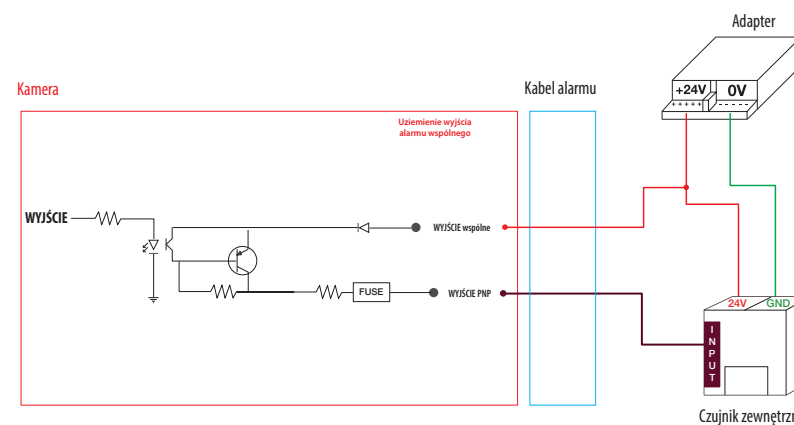 Adapter
+24V
0V
Kamera
Kabel alarmu
Uziemienie wyjścia
alarmu wspólnego
WYJŚCIE
WYJŚCIE wspólne
FUSE
WYJŚCIE PNP
24V
GND
INPUT
Czujnik